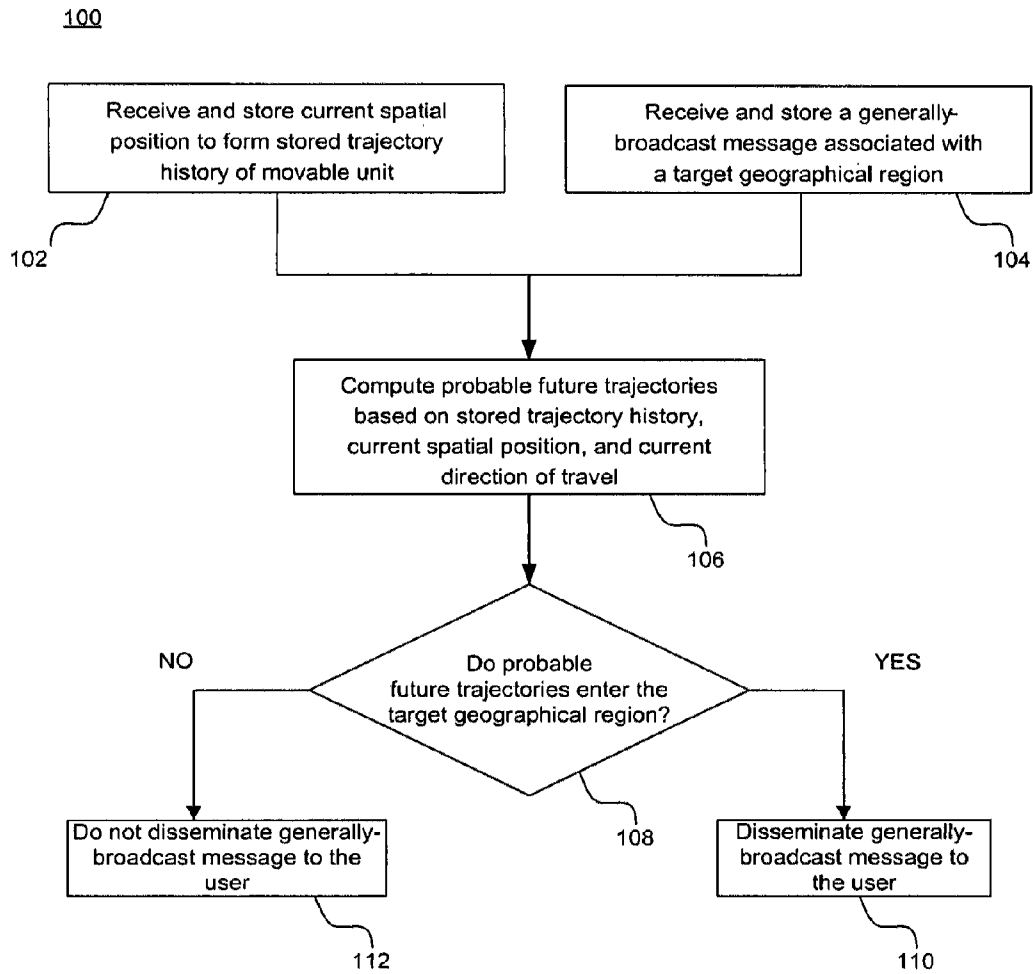 100
Receive and store current spatial
position to form stored trajectory
history of movable unit
Receive and store a generally-
broadcast message associated with
a target geographical region
102
104
Compute probable future trajectories
based on stored trajectory history,
current spatial position, and current
direction of travel
106
NO
YES
Do probable
future trajectories enter the
target geographical region?
108
Do not disseminate generally-
broadcast message to the
user
Disseminate generally-
broadcast message to
the user
112
110